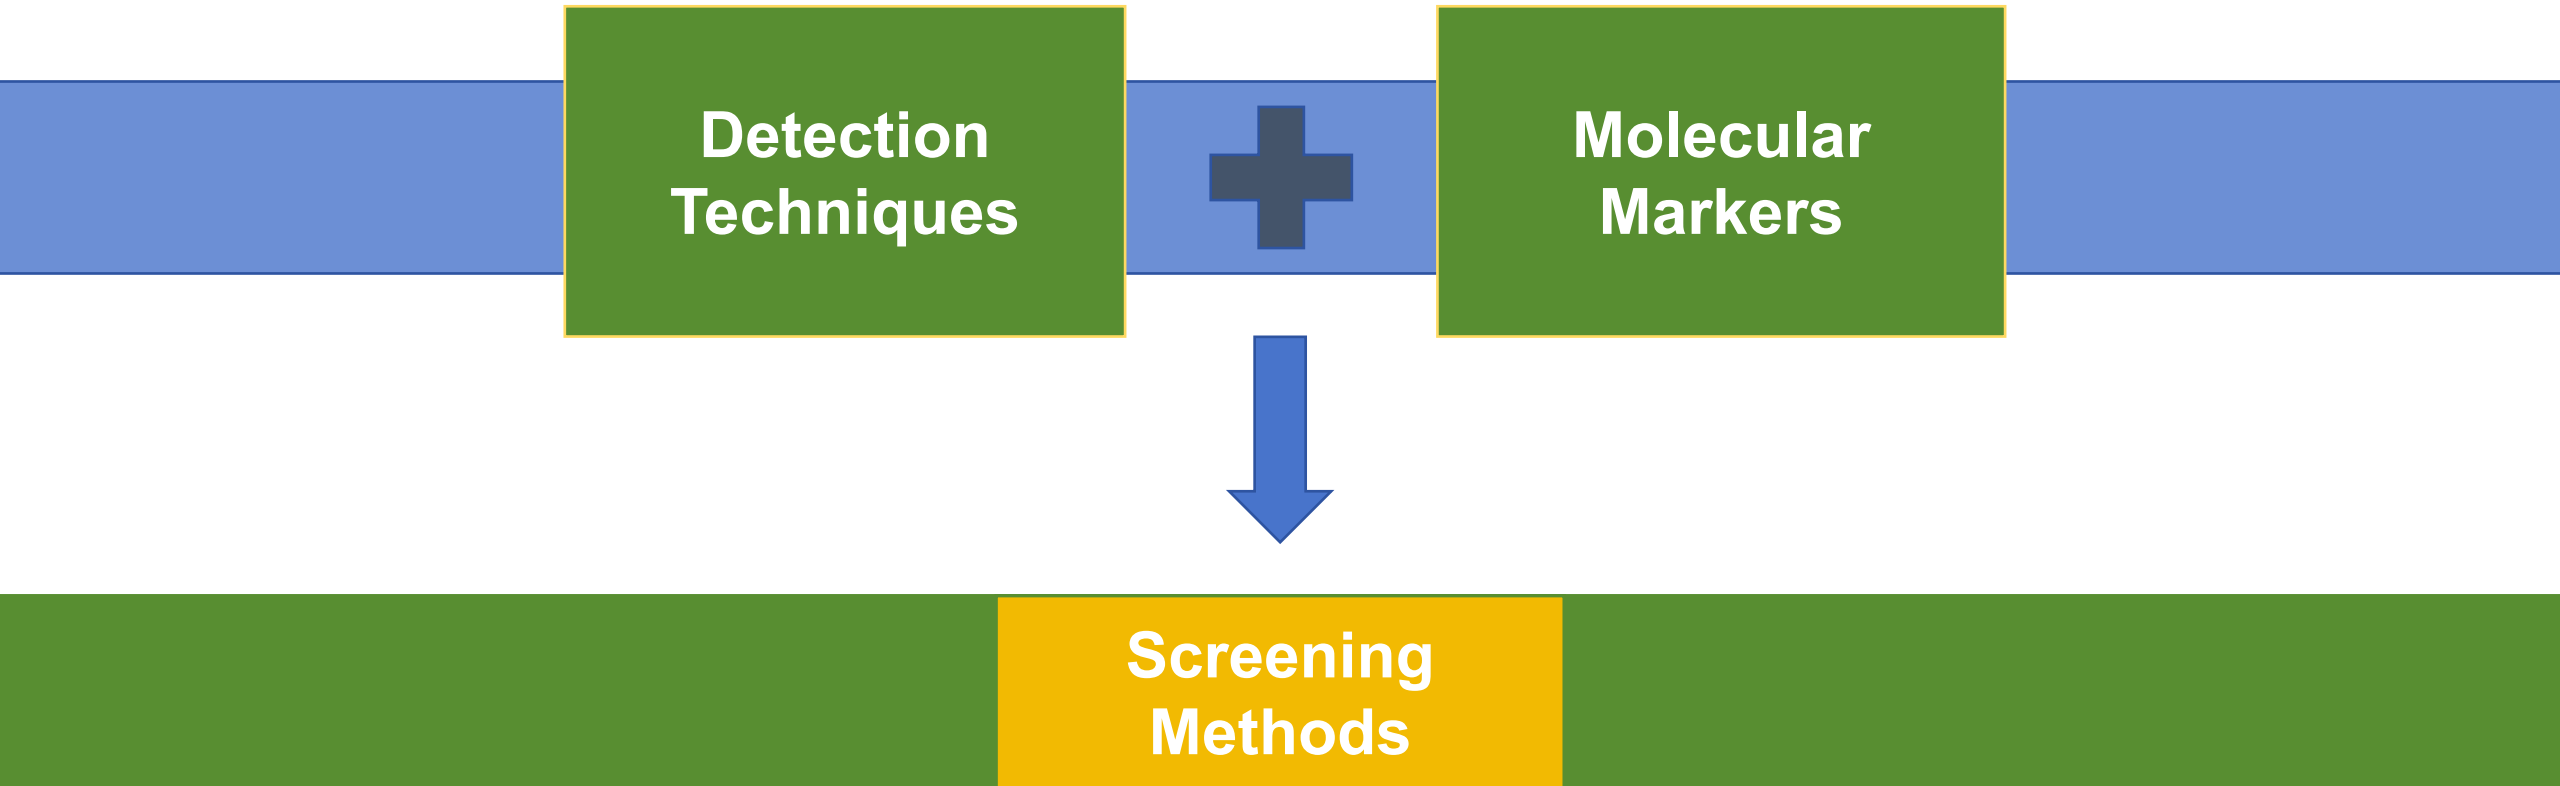 Detection
Techniques
Molecular
Markers
Screening
Methods